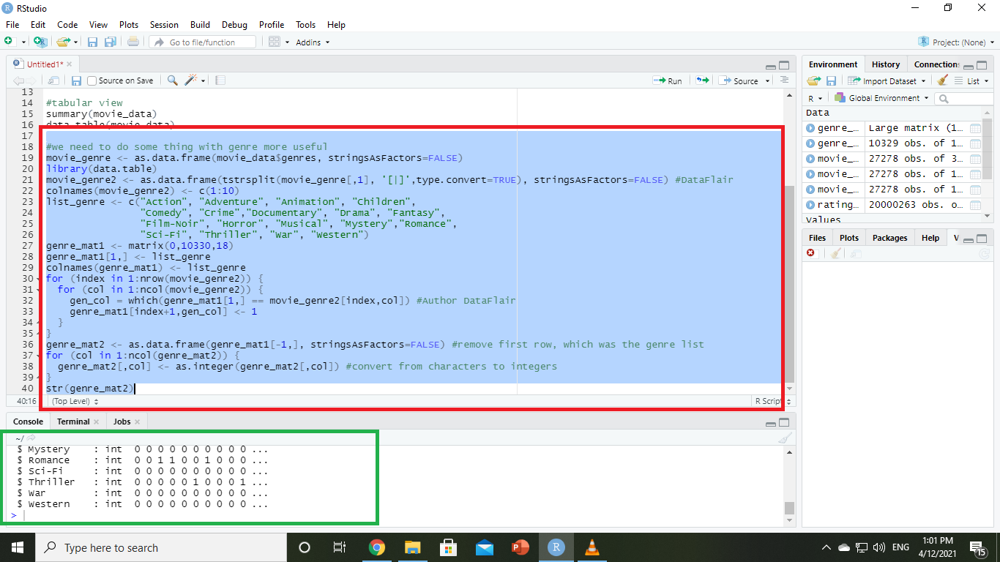 RStudio
File Edit Code View Plots Session Build Debug Profile Tools Help
Go to file/function Addins Project: (None)
Untitled1*
Source on Save Run Source
13
14 #tabular view
15 summary(movie_data)
16 data.table(movie_data)
17
18 #we need to do some thing with genre more useful
19 movie_genre <- as.data.frame(movie_data$genres, stringsAsFactors=FALSE)
20 library(data.table)
21 movie_genre2 <- as.data.frame(tstrsplit(movie_genre[,1], '[|]',type.convert=TRUE), stringsAsFactors=FALSE) #DataFlair
22 colnames(movie_genre2) <- c(1:10)
23 list_genre <- c("Action", "Adventure", "Animation", "Children",
24 "Comedy", "Crime","Documentary", "Drama", "Fantasy",
25 "Film-Noir", "Horror", "Musical", "Mystery","Romance",
26 "Sci-Fi", "Thriller", "War", "Western")
27 genre_mat1 <- matrix(0,10330,18)
28 genre_mat1[1,] <- list_genre
29 colnames(genre_mat1) <- list_genre
30 for (index in 1:nrow(movie_genre2)) {
31 for (col in 1:ncol(movie_genre2)) {
32 gen_col = which(genre_mat1[1,] == movie_genre2[index,col]) #Author DataFlair
33 genre_mat1[index+1,gen_col] <- 1
34 }
35 }
36 genre_mat2 <- as.data.frame(genre_mat1[-1,], stringsAsFactors=FALSE) #remove first row, which was the genre list
37 for (col in 1:ncol(genre_mat2)) {
38 genre_mat2[,col] <- as.integer(genre_mat2[,col]) #convert from characters to integers
39 }
40 str(genre_mat2)
40:16 (Top Level) R Script
Console Terminal Jobs
~/
$ Mystery : int 0 0 0 0 0 0 0 0 0 0 ...
$ Romance : int 0 0 1 1 0 0 1 0 0 0 ...
$ Sci-Fi : int 0 0 0 0 0 0 0 0 0 0 ...
$ Thriller : int 0 0 0 0 0 1 0 0 0 1 ...
$ War : int 0 0 0 0 0 0 0 0 0 0 ...
$ Western : int 0 0 0 0 0 0 0 0 0 0 ...
>
Environment History Connections
Import Dataset List
R Global Environment
Data
genre_... Large matrix (1...
genre_... 10329 obs. of 1...
movie_... 27278 obs. of 3...
movie_... 27278 obs. of 1...
movie_... 27278 obs. of 1...
rating... 20000263 obs. o...
Values
Files Plots Packages Help V
Type here to search
ENG
1:01 PM
4/12/2021
15